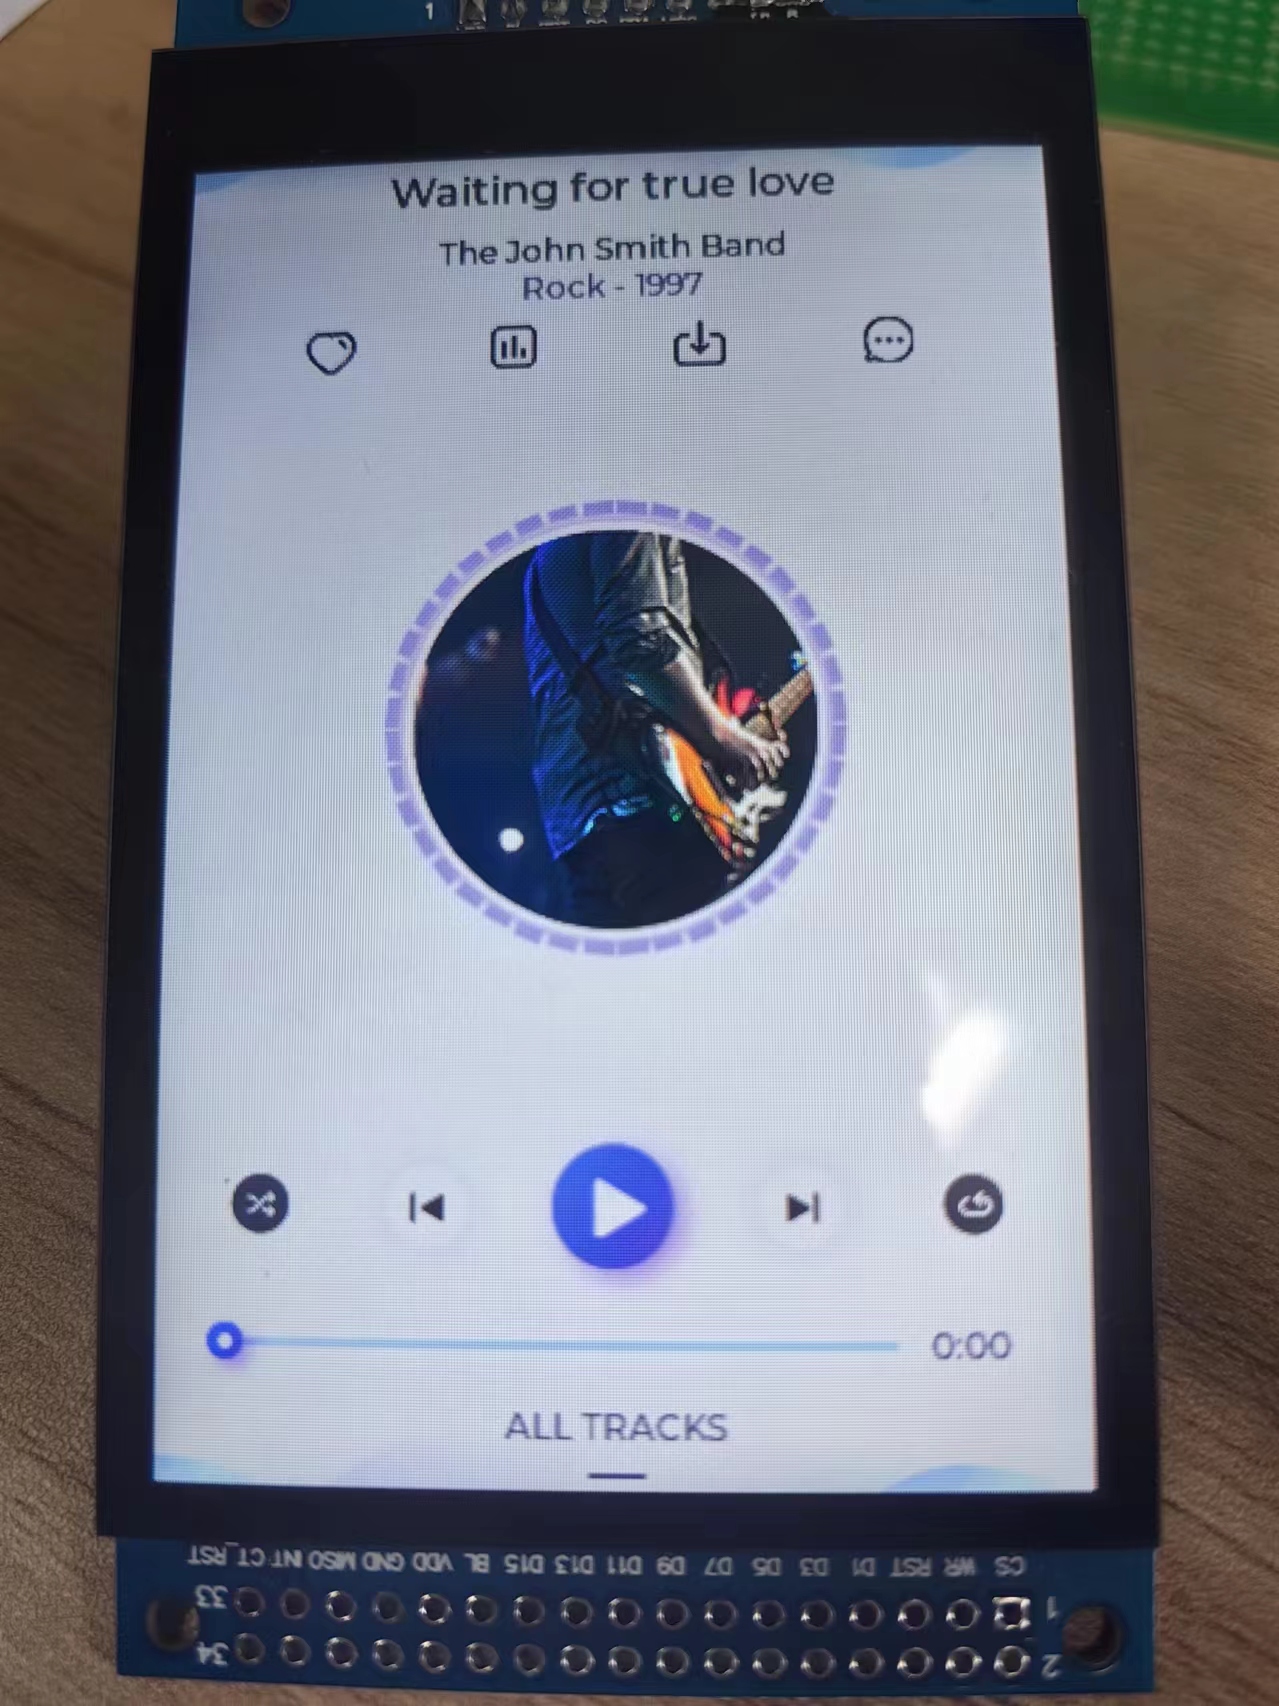 1
Waiting for true love
The John Smith Band
Rock - 1997
0:00
ALL TRACKS
CT_RST INT MISO GND VDD BL D15 D13 D11 D9 D7 D5 D3 D1 RST WR CS
33 1
34 2